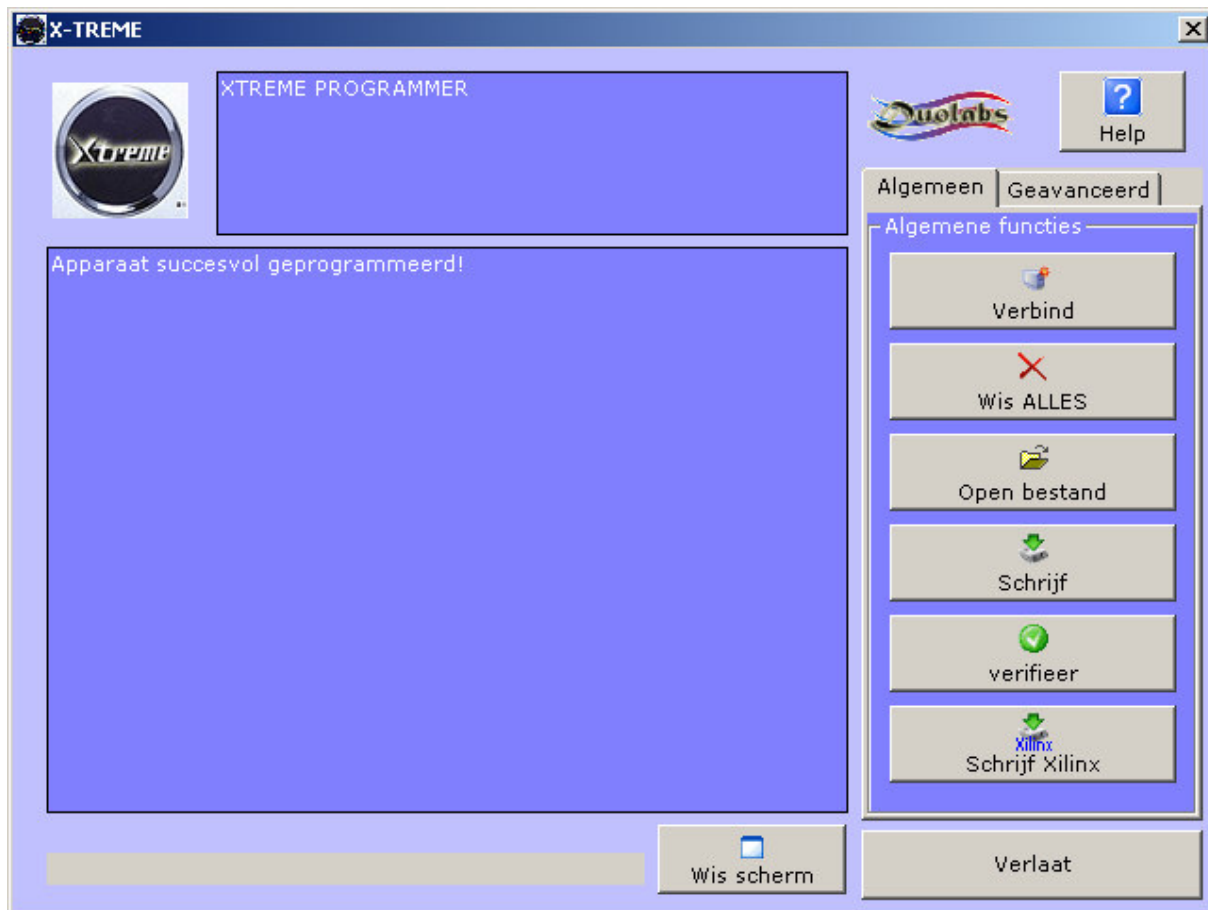 X-TREME
XTREME PROGRAMMER
Xtreme
Duolabs
Help
Algemeen
Geavanceerd
Algemene functies
Apparaat succesvol geprogrammeerd!
Verbind
Wis ALLES
Open bestand
Schrijf
verifieer
Xilinx
Schrijf Xilinx
Wis scherm
Verlaat